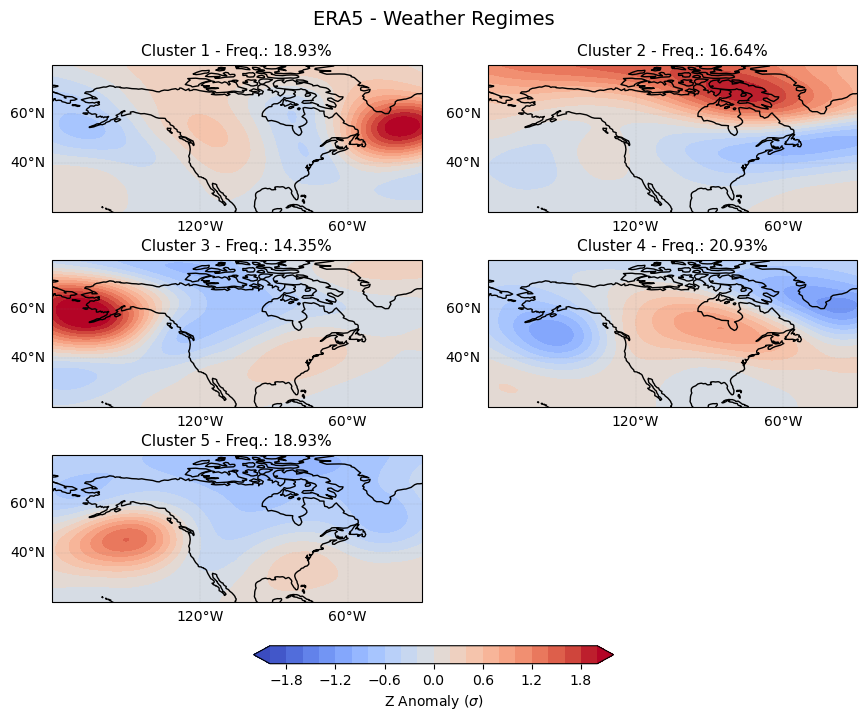 ERA5 - Weather Regimes
Cluster 1 - Freq.: 18.93%
Cluster 2 - Freq.: 16.64%
60°N
40°N
120°W
60°W
60°N
40°N
120°W
60°W
Cluster 3 - Freq.: 14.35%
Cluster 4 - Freq.: 20.93%
60°N
40°N
120°W
60°W
60°N
40°N
120°W
60°W
Cluster 5 - Freq.: 18.93%
60°N
40°N
120°W
60°W
−1.8 −1.2 −0.6 0.0 0.6 1.2 1.8
Z Anomaly (σ)